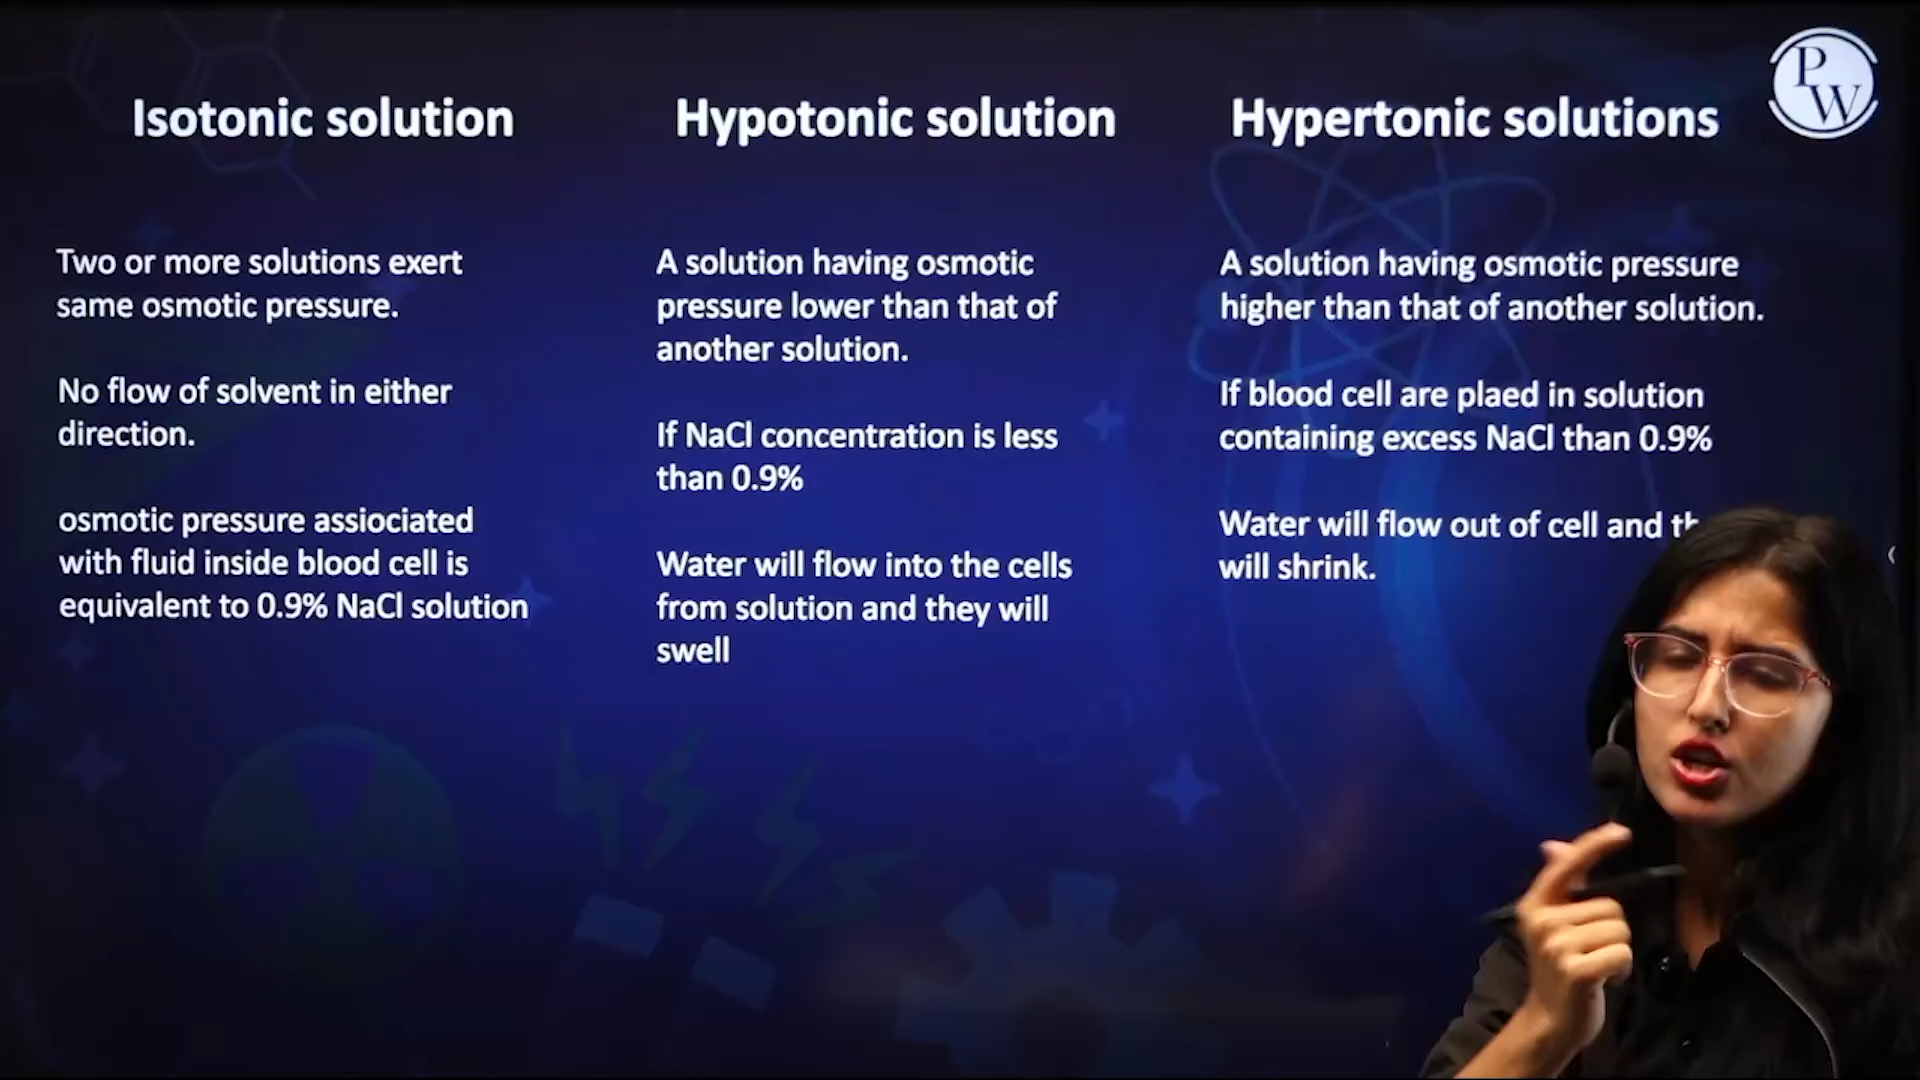 PW
Isotonic solution
Two or more solutions exert
same osmotic pressure.
No flow of solvent in either
direction.
osmotic pressure assiociated
with fluid inside blood cell is
equivalent to 0.9% NaCl solution
Hypotonic solution
A solution having osmotic
pressure lower than that of
another solution.
If NaCl concentration is less
than 0.9%
Water will flow into the cells
from solution and they will
swell
Hypertonic solutions
A solution having osmotic pressure
higher than that of another solution.
If blood cell are plaed in solution
containing excess NaCl than 0.9%
Water will flow out of cell and
will shrink.